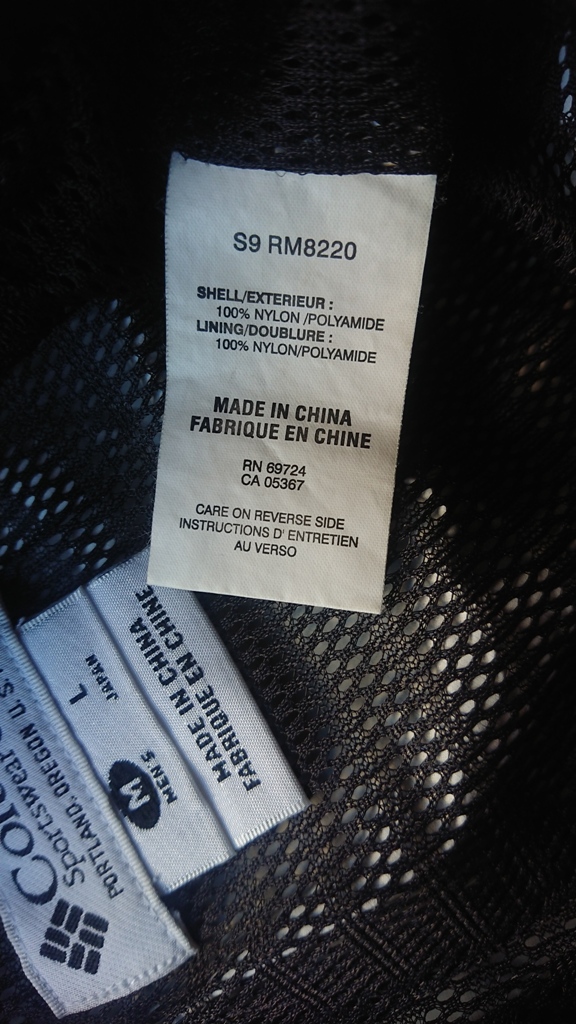 S9 RM8220
SHELL/EXTERIEUR :
100% NYLON /POLYAMIDE
LINING/DOUBLURE :
100% NYLON/POLYAMIDE
MADE IN CHINA
FABRIQUE EN CHINE
RN 69724
CA 05367
CARE ON REVERSE SIDE
INSTRUCTIONS D' ENTRETIEN
AU VERSO
MADE IN CHINA
FABRIQUE EN CHINE
L
JAPAN
M
MEN'S
Sportswear
PORTLAND, OREGON U.S.